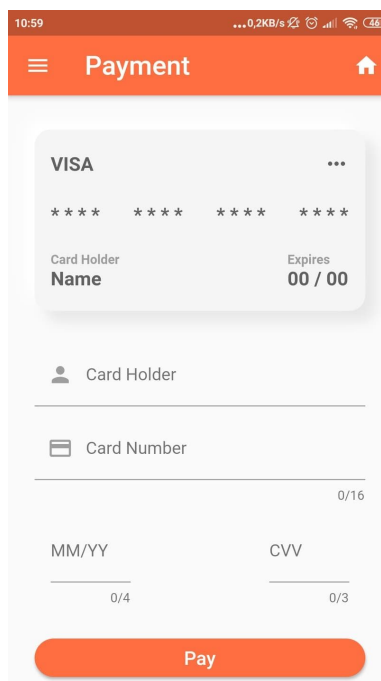 10:59 ...0,2KB/s 46
Payment
VISA ...
**** **** **** ****
Card Holder Expires
Name 00 / 00
Card Holder
Card Number
0/16
MM/YY CVV
0/4 0/3
Pay